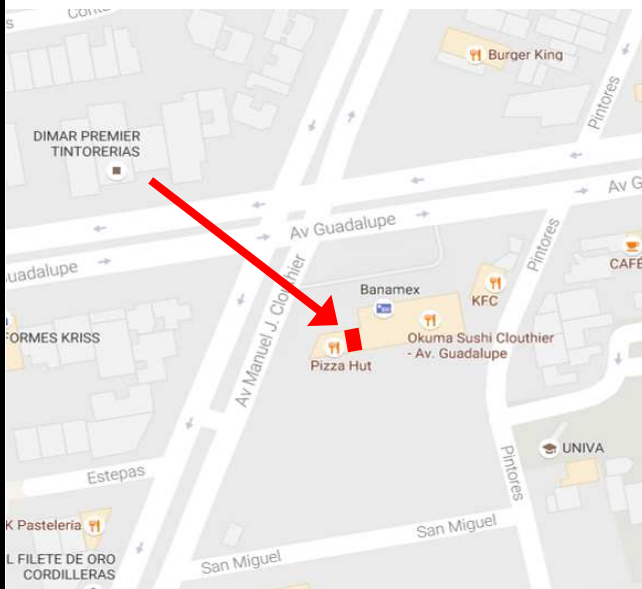 Burger King
Pintores
DIMAR PREMIER
TINTORERIAS
Av G
Av Guadalupe
Pintores
uadalupe
CAFÉ
Av Manuel J. Clouthier
Banamex
KFC
FORMES KRISS
Okuma Sushi Clouthier
- Av. Guadalupe
Pizza Hut
UNIVA
Estepas
Pintores
K Pastelería
San Miguel
L FILETE DE ORO
CORDILLERAS
San Miguel